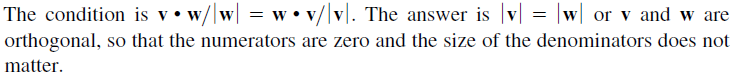 The condition is v • w/|w| = w • v/|v|. The answer is |v| = |w| or v and w are
orthogonal, so that the numerators are zero and the size of the denominators does not
matter.